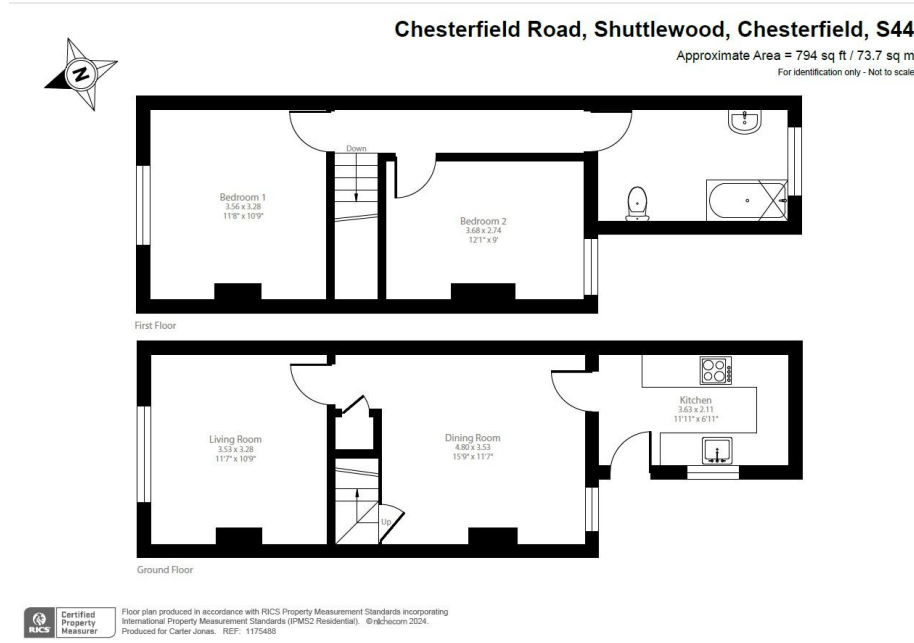 Chesterfield Road, Shuttlewood, Chesterfield, S44
Approximate Area = 794 sq ft / 73.7 sq m
For identification only - Not to scale
N
Down
Bedroom 1
3.56 x 3.28
11'8" x 10'9"
Bedroom 2
3.68 x 2.74
12'1" x 9'
First Floor
Living Room
3.53 x 3.28
11'7" x 10'9"
Dining Room
4.80 x 3.53
15'9" x 11'7"
Kitchen
3.63 x 2.11
11'11" x 6'11"
Up
Ground Floor
RICS
Certified
Property
Measurer
Floor plan produced in accordance with RICS Property Measurement Standards incorporating
International Property Measurement Standards (IPMS2 Residential). © nichecom 2024.
Produced for Carter Jonas. REF: 1175488